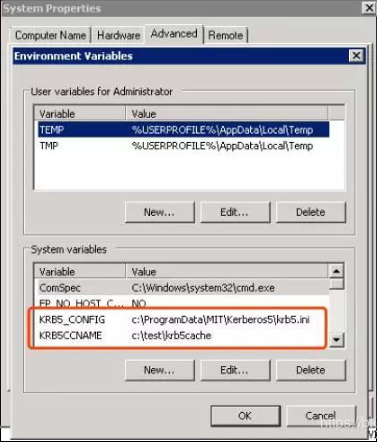 System Properties
Computer Name Hardware Advanced Remote
Environment Variables
User variables for Administrator
Variable Value
TEMP %USERPROFILE%\AppData\Local\Temp
TMP %USERPROFILE%\AppData\Local\Temp
New... Edit... Delete
System variables
Variable Value
ComSpec C:\Windows\system32\cmd.exe
FP_NO_HOST_C... NO
KRB5_CONFIG c:\ProgramData\MIT\Kerberos5\krb5.ini
KRB5CCNAME c:\test\krb5cache
New... Edit... Delete
OK Cancel